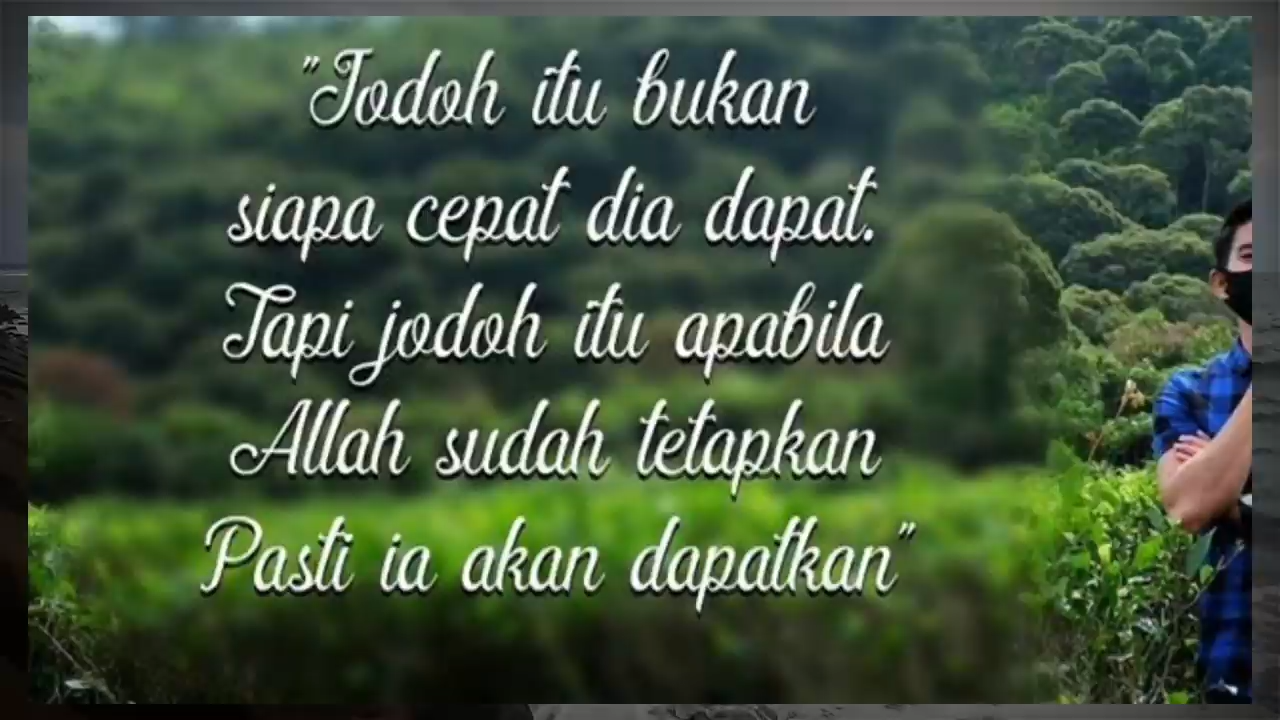 "Jodoh itu bukan
siapa cepat dia dapat.
Tapi jodoh itu apabila
Allah sudah tetapkan
Pasti ia akan dapatkan"